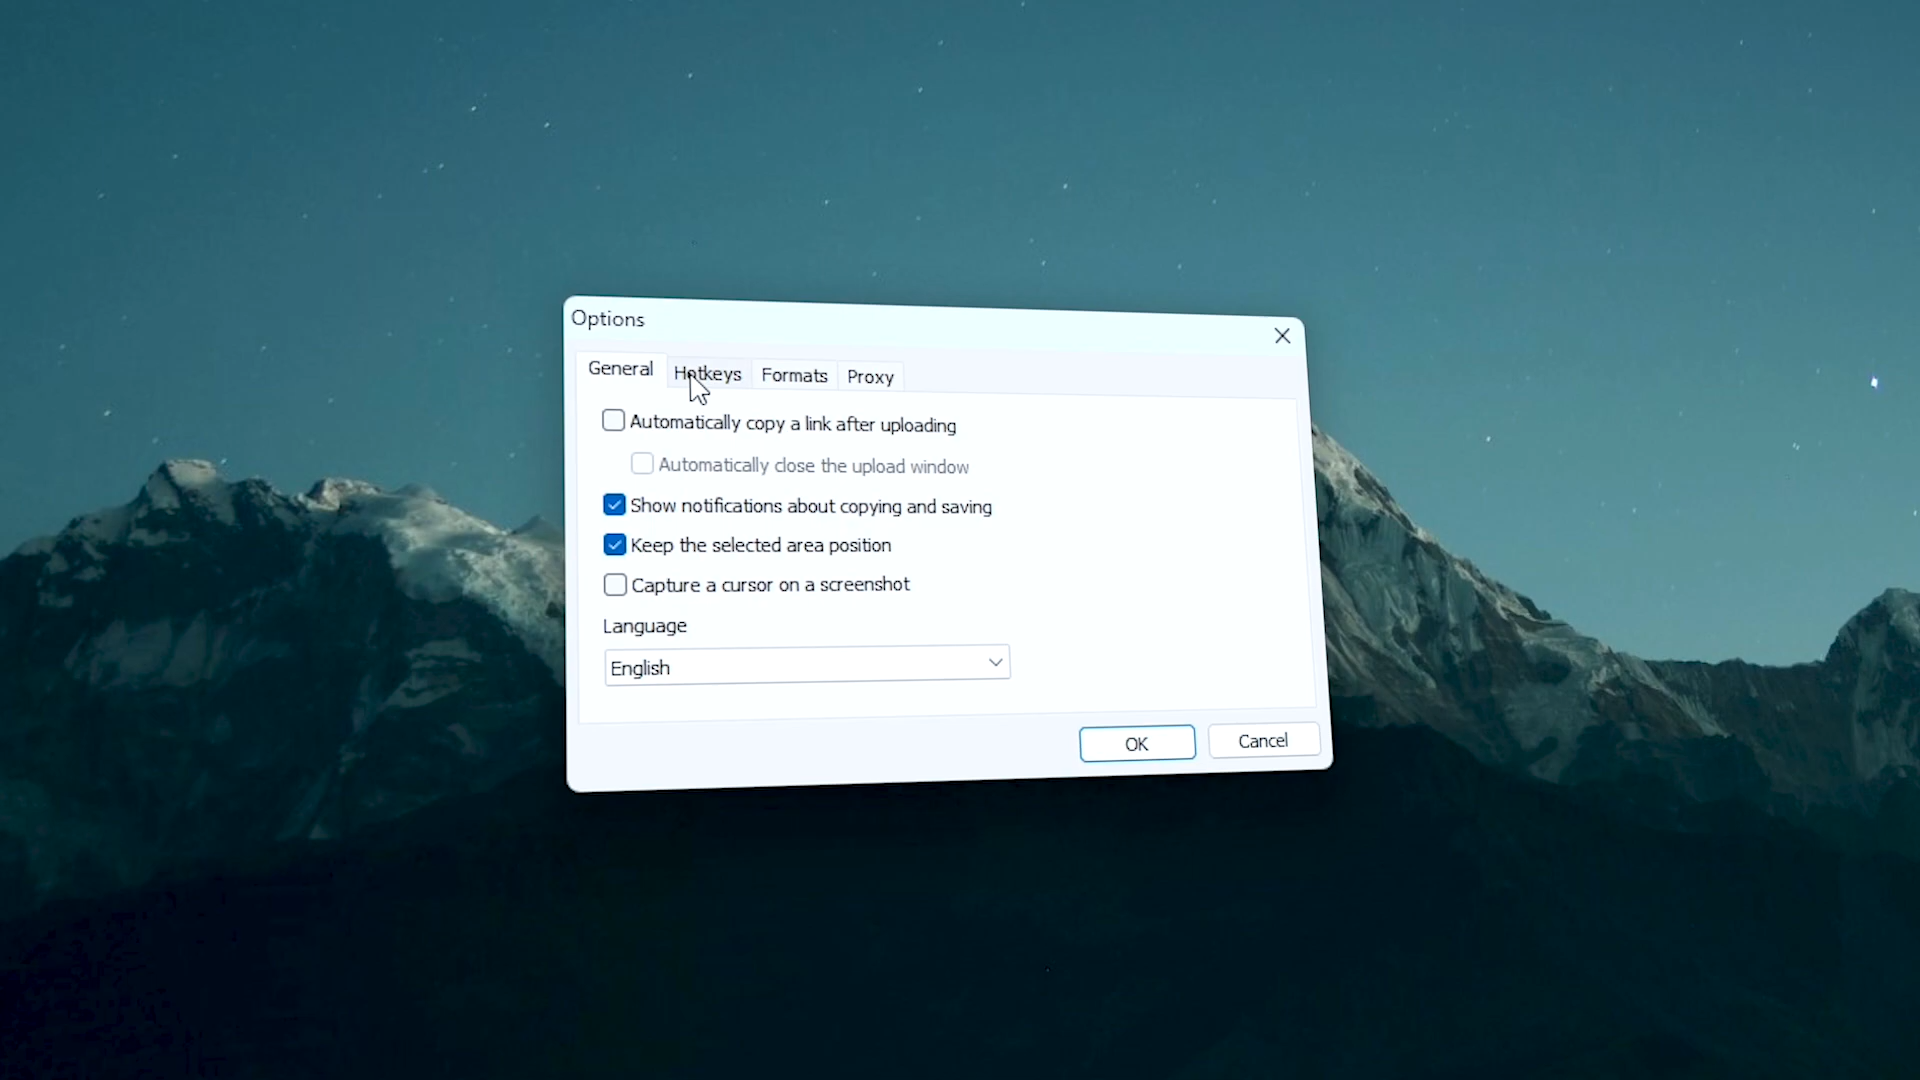 Options
General Hotkeys Formats Proxy
Automatically copy a link after uploading
Automatically close the upload window
Show notifications about copying and saving
Keep the selected area position
Capture a cursor on a screenshot
Language
English
OK Cancel